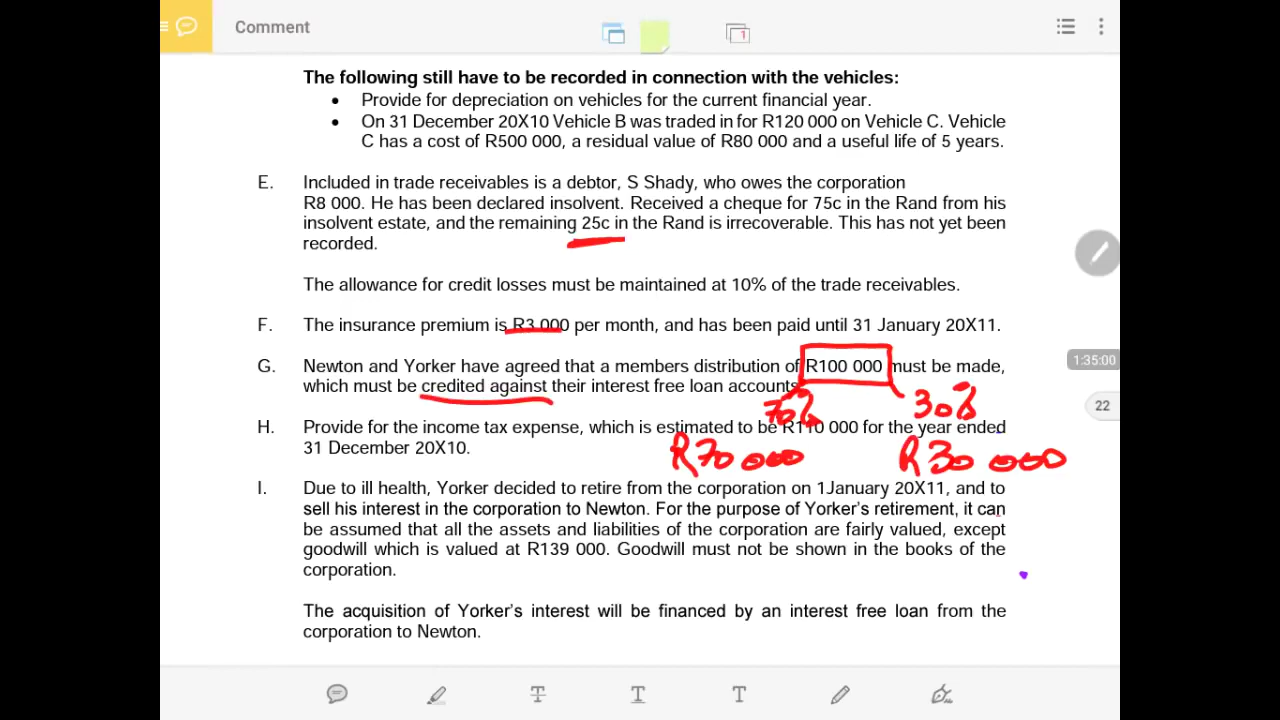 Comment
1
The following still have to be recorded in connection with the vehicles:
• Provide for depreciation on vehicles for the current financial year.
• On 31 December 20X10 Vehicle B was traded in for R120 000 on Vehicle C. Vehicle
C has a cost of R500 000, a residual value of R80 000 and a useful life of 5 years.
E. Included in trade receivables is a debtor, S Shady, who owes the corporation
R8 000. He has been declared insolvent. Received a cheque for 75c in the Rand from his
insolvent estate, and the remaining 25c in the Rand is irrecoverable. This has not yet been
recorded.
The allowance for credit losses must be maintained at 10% of the trade receivables.
F. The insurance premium is R3 000 per month, and has been paid until 31 January 20X11.
1:35:00
G. Newton and Yorker have agreed that a members distribution of R100 000 must be made,
which must be credited against their interest free loan accounts
70% 30%
22
H. Provide for the income tax expense, which is estimated to be R110 000 for the year ended
31 December 20X10.
R70 000 R30 000
I. Due to ill health, Yorker decided to retire from the corporation on 1January 20X11, and to
sell his interest in the corporation to Newton. For the purpose of Yorker's retirement, it can
be assumed that all the assets and liabilities of the corporation are fairly valued, except
goodwill which is valued at R139 000. Goodwill must not be shown in the books of the
corporation.
The acquisition of Yorker's interest will be financed by an interest free loan from the
corporation to Newton.
T T T